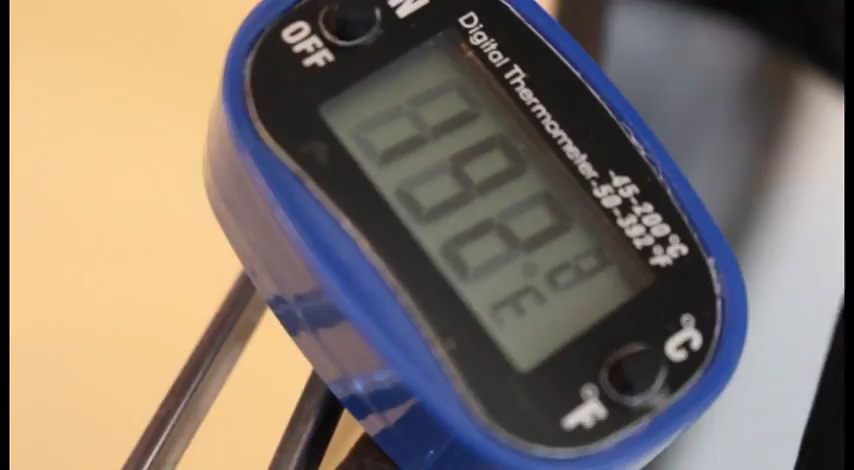 OFF
N
Digital Thermometer
-45-200°C
-50-392°F
°F
°C